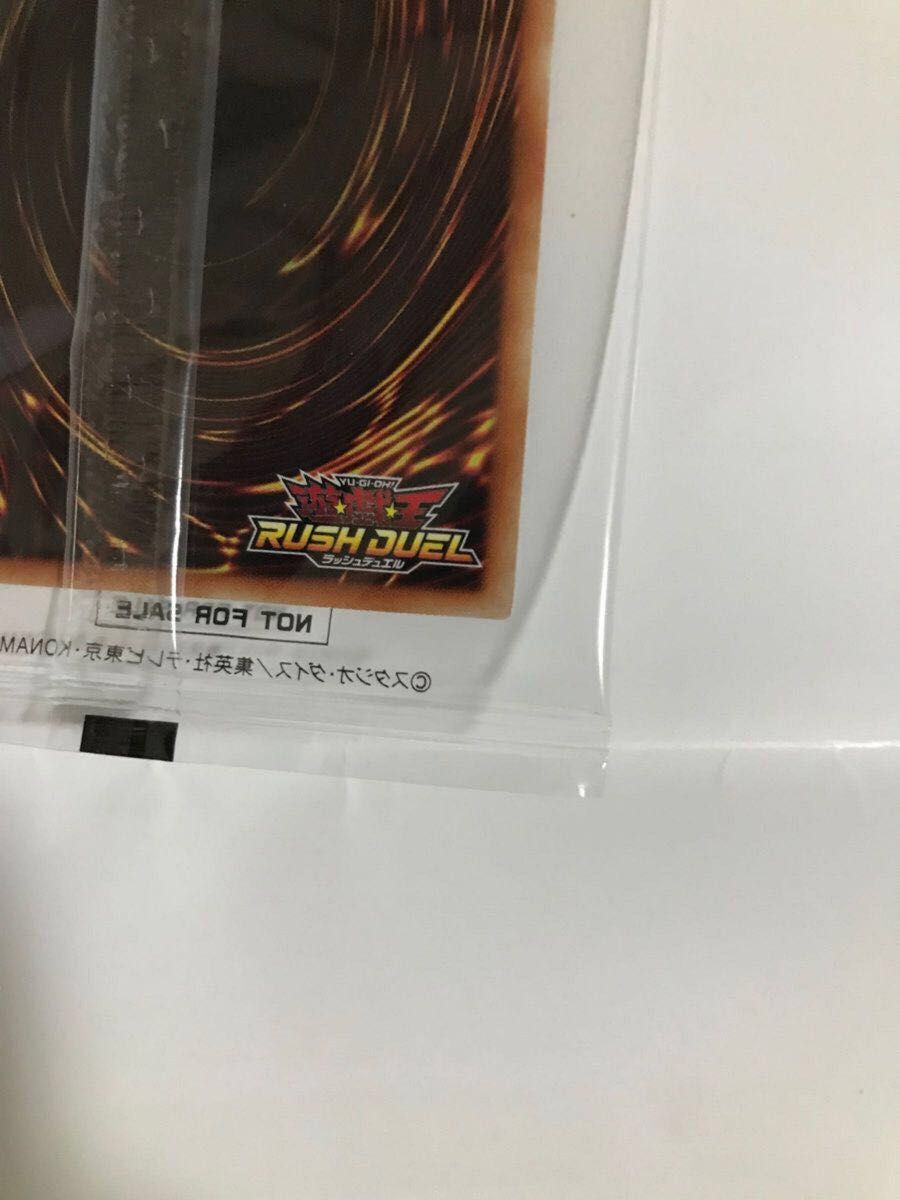 YU-GI-OH!
遊☆戯☆王
RUSH DUEL
ラッシュデュエル
NOT FOR SALE
©スタジオ・ダイス／集英社・テレビ東京・KONAM